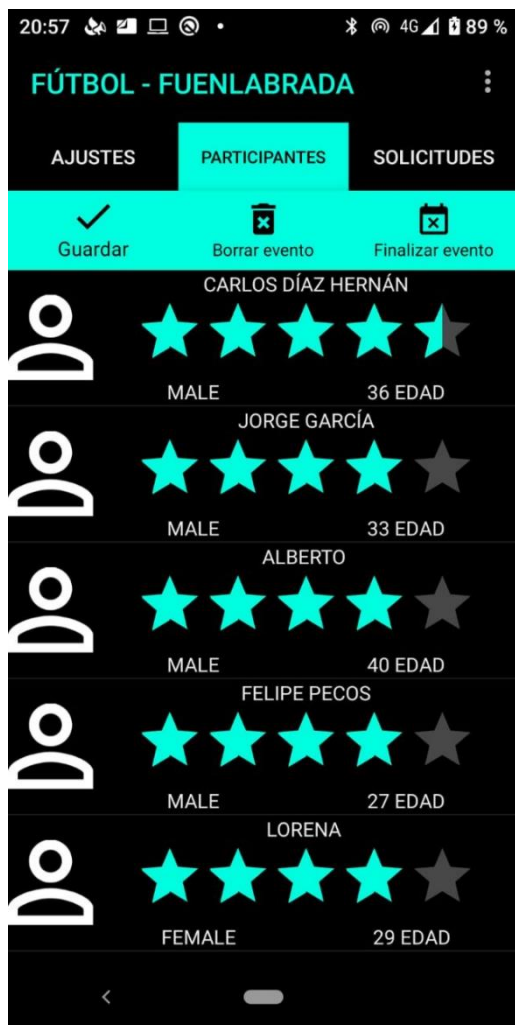 20:57 4G 89 %
FÚTBOL - FUENLABRADA
AJUSTES PARTICIPANTES SOLICITUDES
Guardar Borrar evento Finalizar evento
CARLOS DÍAZ HERNÁN
MALE 36 EDAD
JORGE GARCÍA
MALE 33 EDAD
ALBERTO
MALE 40 EDAD
FELIPE PECOS
MALE 27 EDAD
LORENA
FEMALE 29 EDAD